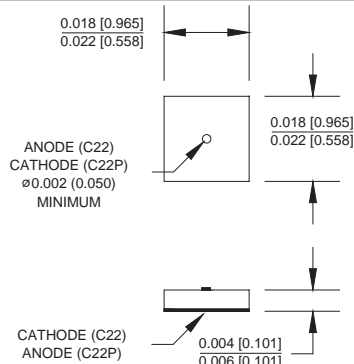 0.018 [0.965]
0.022 [0.558]
0.018 [0.965]
0.022 [0.558]
ANODE (C22)
CATHODE (C22P)
ø0.002 (0.050)
MINIMUM
CATHODE (C22)
ANODE (C22P)
0.004 [0.101]
0.006 [0.101]